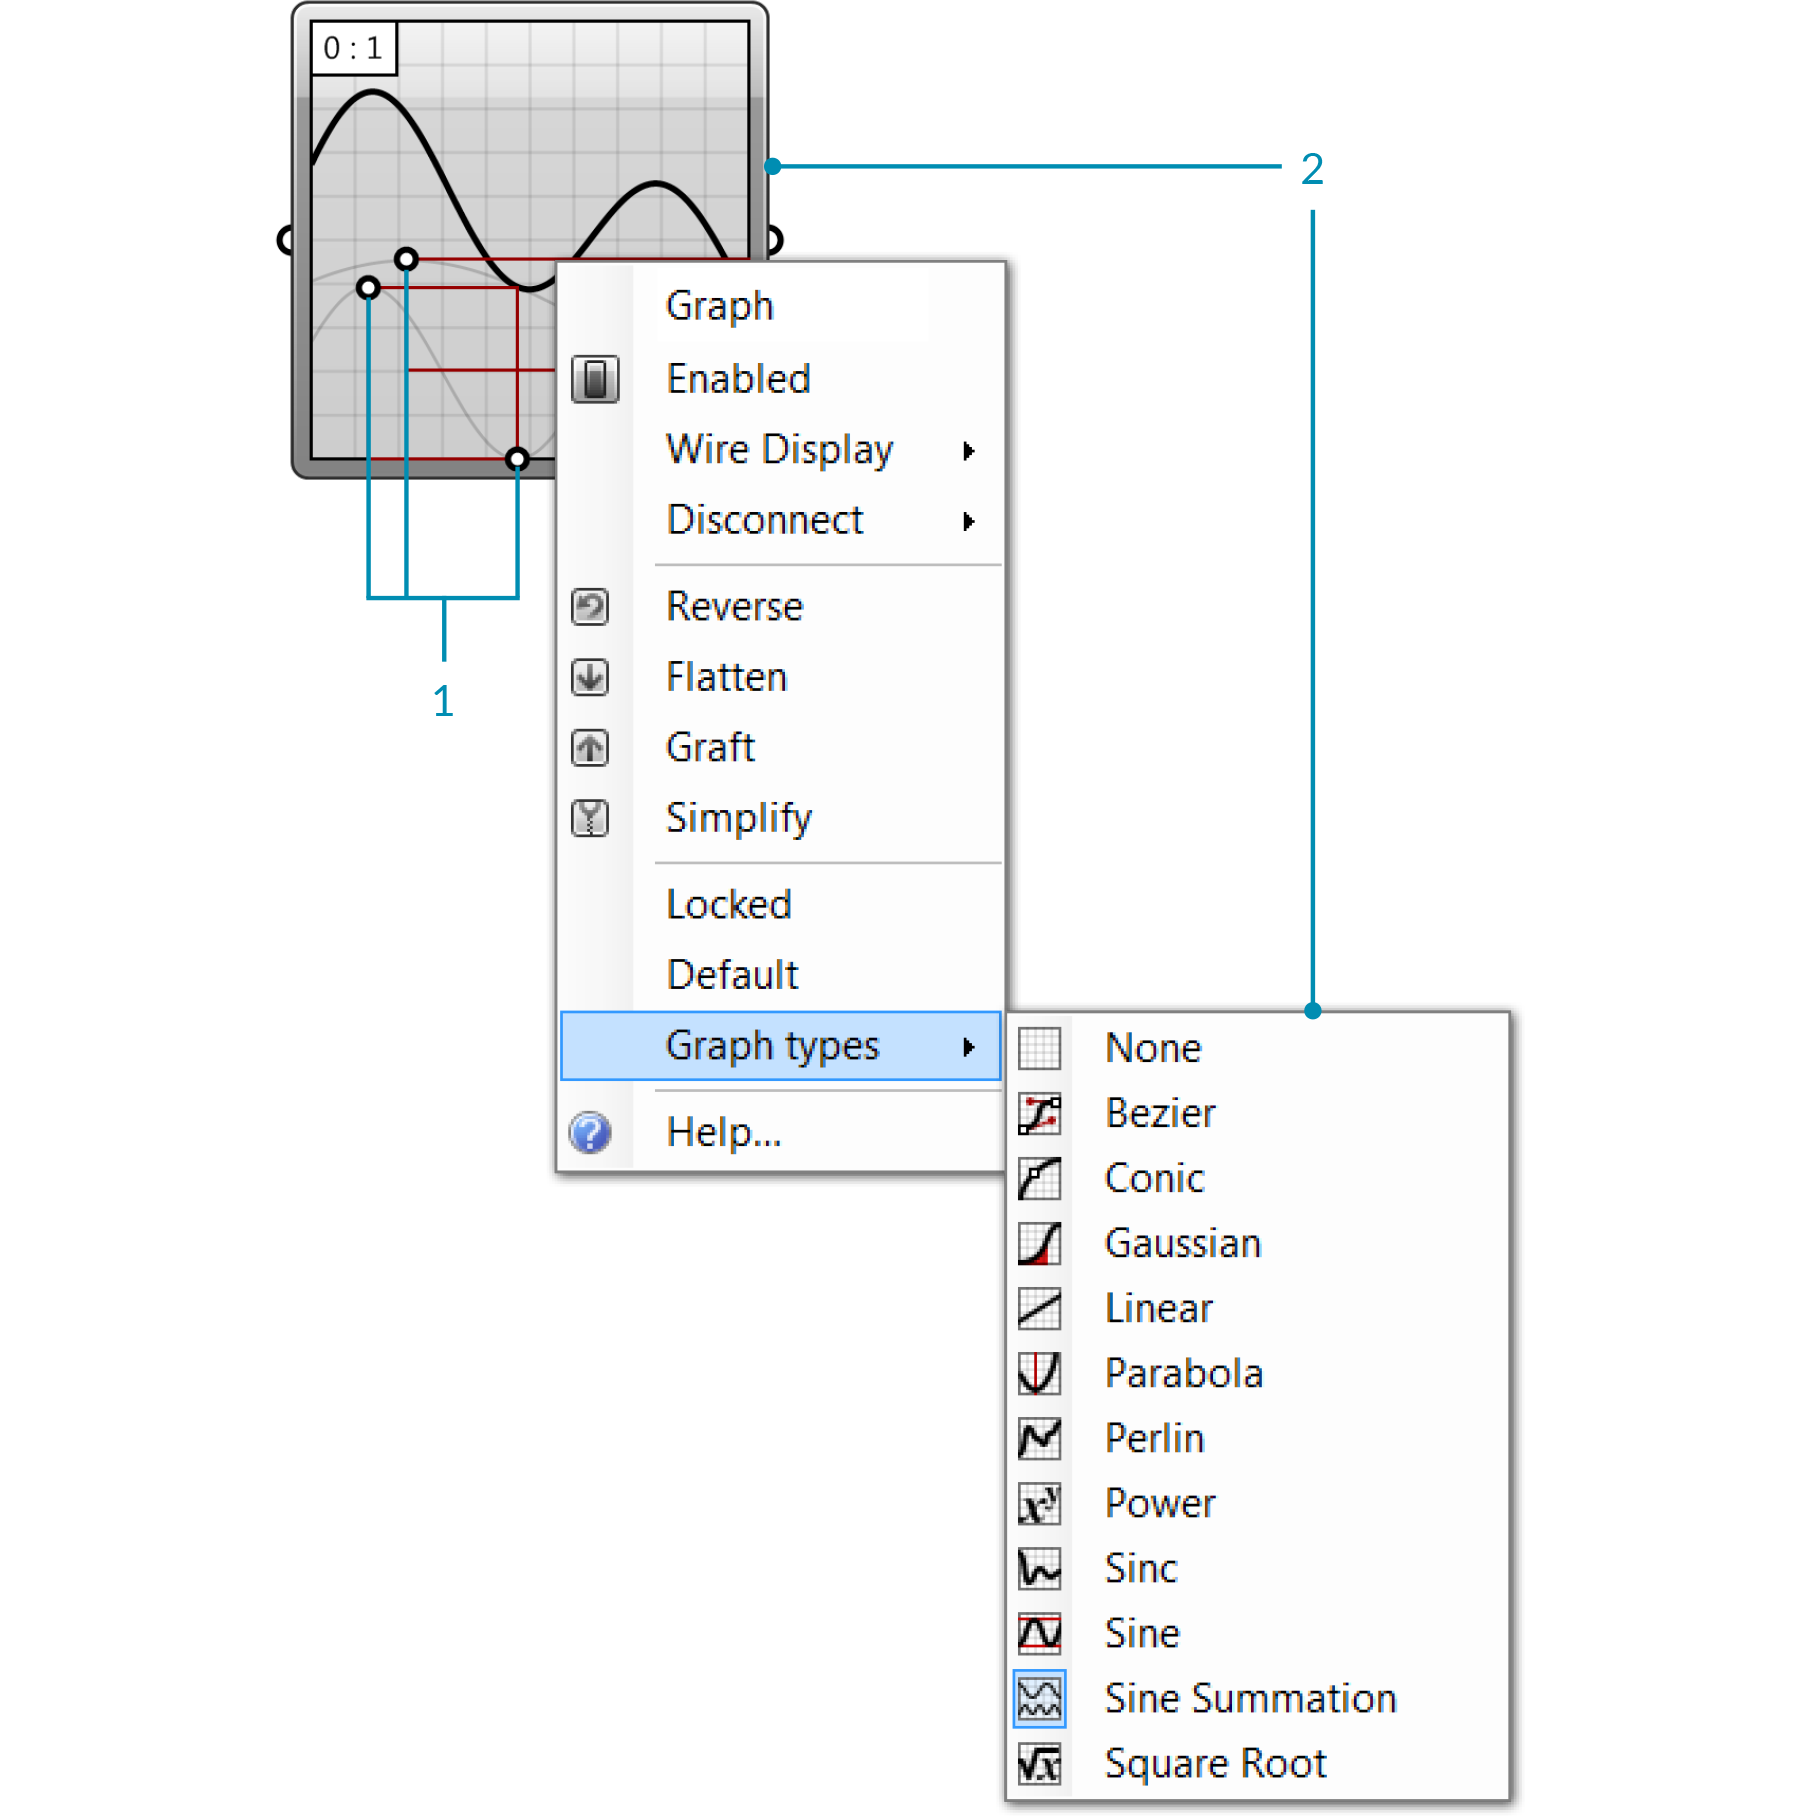 0 : 1
2
Graph
Enabled
Wire Display
Disconnect
Reverse
Flatten
Graft
Simplify
Locked
Default
Graph types
Help...
1
None
Bezier
Conic
Gaussian
Linear
Parabola
Perlin
Power
Sinc
Sine
Sine Summation
Square Root